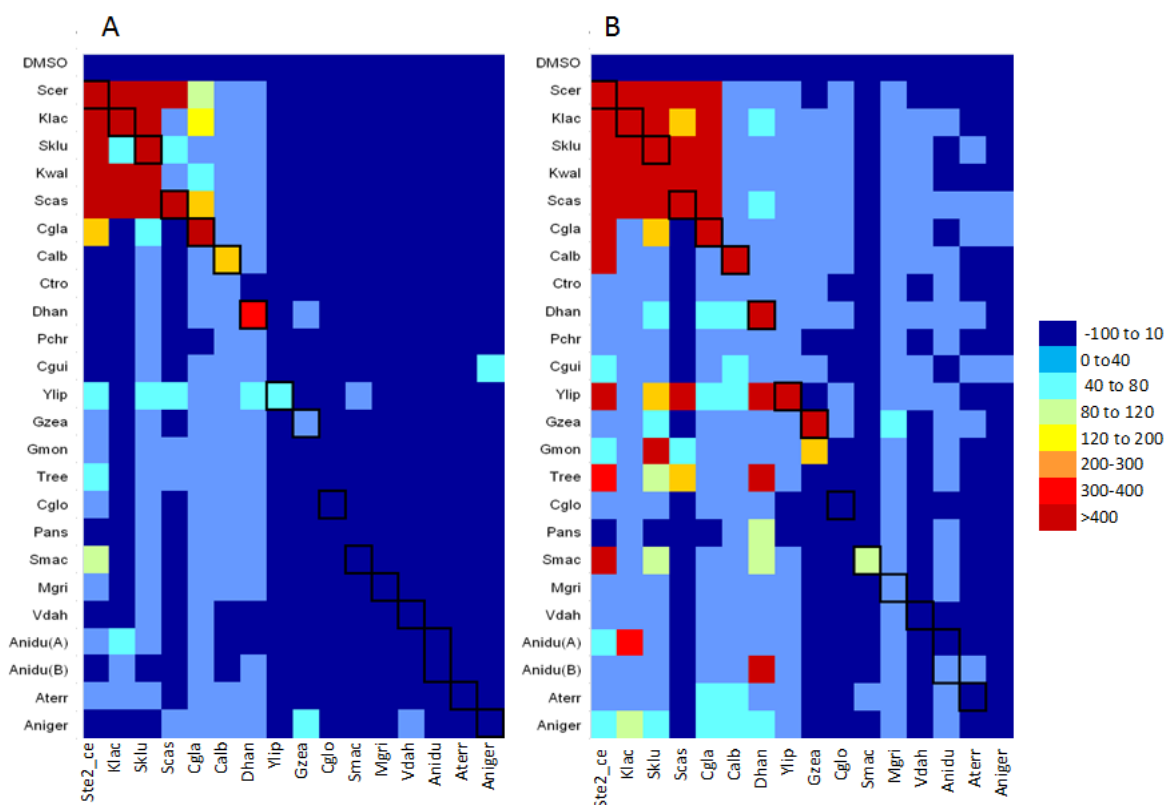 A B
DMSO DMSO
Scer Scer
Klac Klac
Sklu Sklu
Kwal Kwal
Scas Scas
Cgla Cgla
Calb Calb
Ctro Ctro
Dhan Dhan
Pchr Pchr
Cgui Cgui
Ylip Ylip
Gzea Gzea
Gmon Gmon
Tree Tree
Cglo Cglo
Pans Pans
Smac Smac
Mgri Mgri
Vdah Vdah
Anidu(A) Anidu(A)
Anidu(B) Anidu(B)
Aterr Aterr
Aniger Aniger
Ste2_ce Klac Sklu Scas Cgla Calb Dhan Ylip Gzea Cglo Smac Mgri Vdah Anidu Aterr Aniger
Ste2_ce Klac Sklu Scas Cgla Calb Dhan Ylip Gzea Cglo Smac Mgri Vdah Anidu Aterr Aniger
-100 to 10
0 to40
40 to 80
80 to 120
120 to 200
200-300
300-400
>400